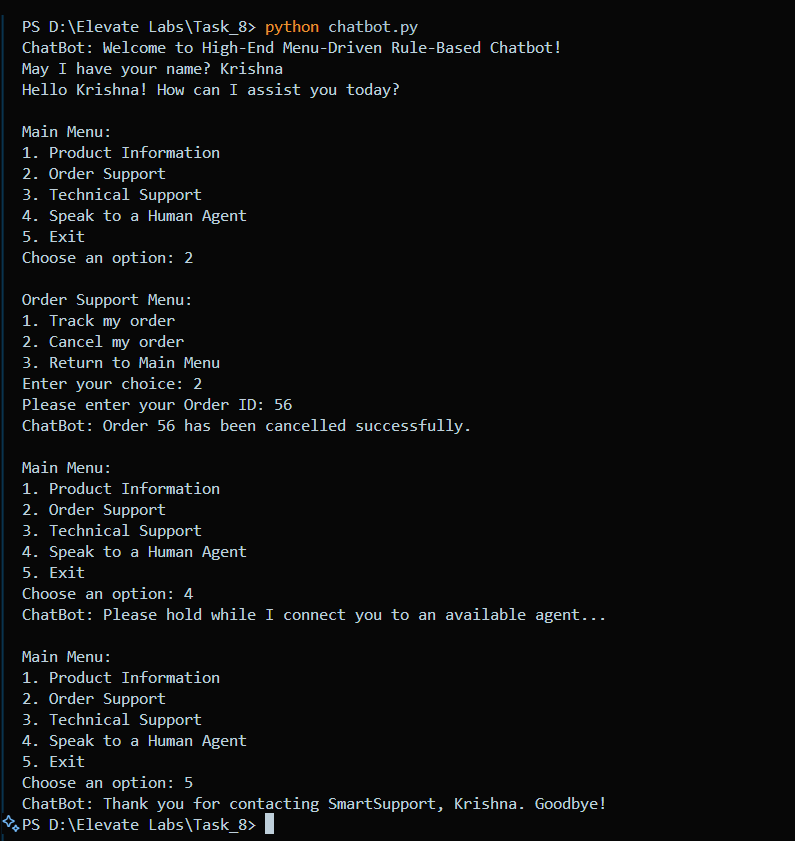 PS D:\Elevate Labs\Task_8> python chatbot.py
ChatBot: Welcome to High-End Menu-Driven Rule-Based Chatbot!
May I have your name? Krishna
Hello Krishna! How can I assist you today?
Main Menu:
1. Product Information
2. Order Support
3. Technical Support
4. Speak to a Human Agent
5. Exit
Choose an option: 2
Order Support Menu:
1. Track my order
2. Cancel my order
3. Return to Main Menu
Enter your choice: 2
Please enter your Order ID: 56
ChatBot: Order 56 has been cancelled successfully.
Main Menu:
1. Product Information
2. Order Support
3. Technical Support
4. Speak to a Human Agent
5. Exit
Choose an option: 4
ChatBot: Please hold while I connect you to an available agent...
Main Menu:
1. Product Information
2. Order Support
3. Technical Support
4. Speak to a Human Agent
5. Exit
Choose an option: 5
ChatBot: Thank you for contacting SmartSupport, Krishna. Goodbye!
PS D:\Elevate Labs\Task_8>